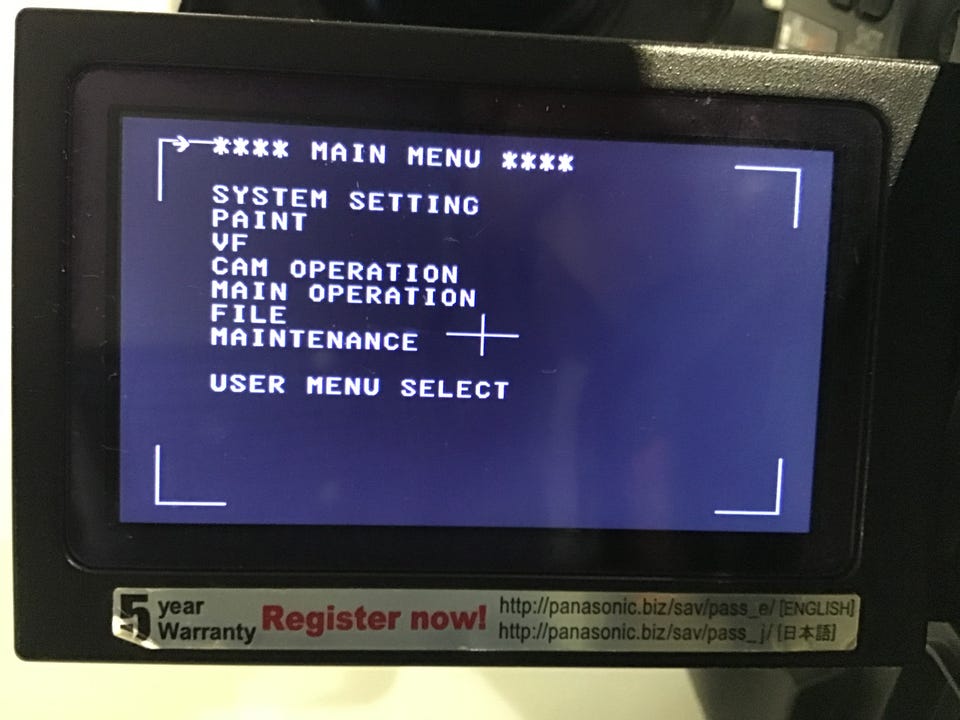 **** MAIN MENU ****
SYSTEM SETTING
PAINT
VF
CAM OPERATION
MAIN OPERATION
FILE
MAINTENANCE
USER MENU SELECT
5 year Warranty
Register now!
http://panasonic.biz/sav/pass_e/ [ENGLISH]
http://panasonic.biz/sav/pass_j/ [日本語]